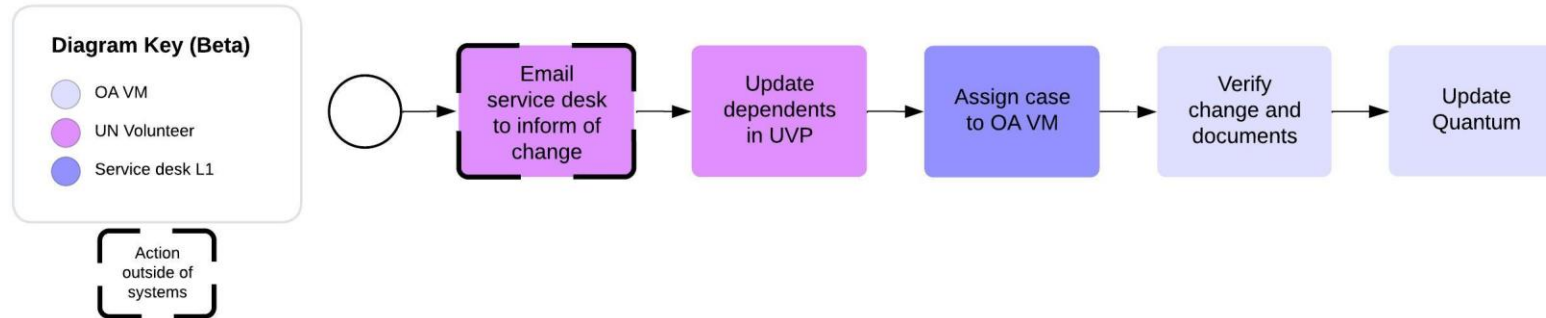 Diagram Key (Beta)
OA VM
UN Volunteer
Service desk L1
Action
outside of
systems
Email
service desk
to inform of
change
Update
dependents
in UVP
Assign case
to OA VM
Verify
change and
documents
Update
Quantum